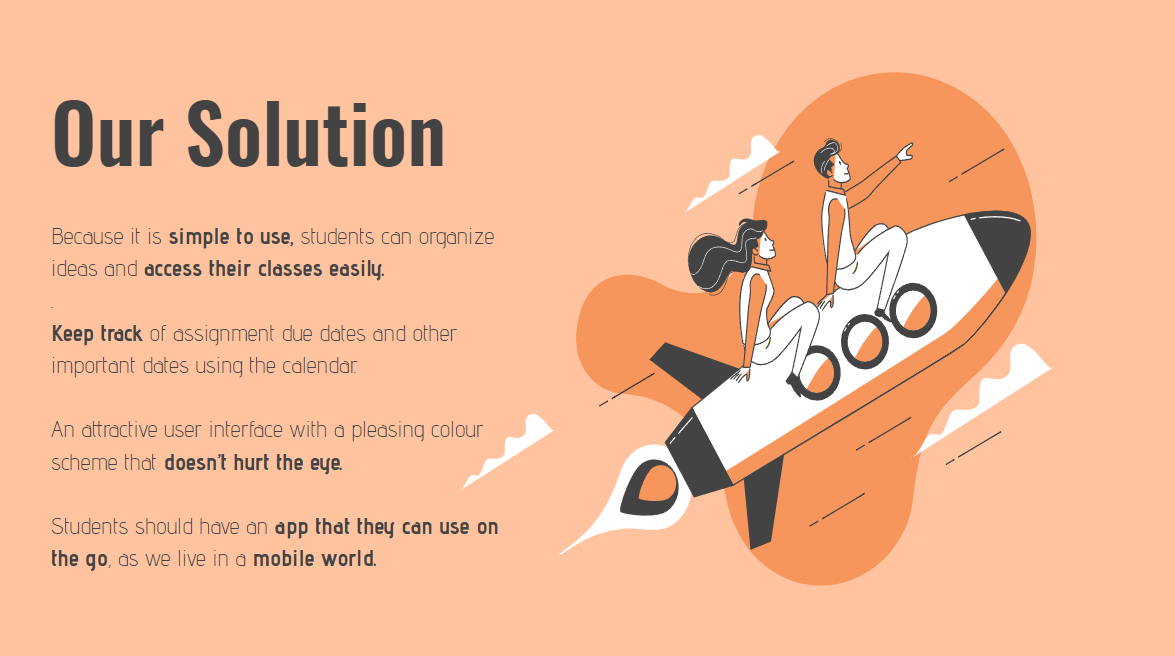 Our Solution
Because it is simple to use, students can organize
ideas and access their classes easily.
.
Keep track of assignment due dates and other
important dates using the calendar.
An attractive user interface with a pleasing colour
scheme that doesn't hurt the eye.
Students should have an app that they can use on
the go, as we live in a mobile world.